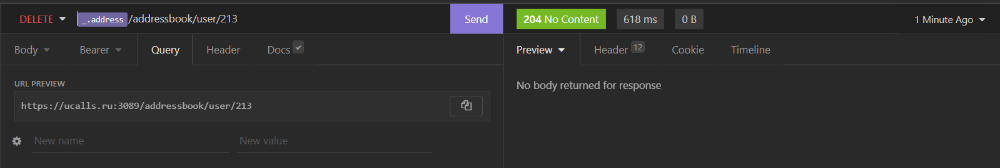 DELETE _.address/addressbook/user/213 Send
204 No Content 618 ms 0 B 1 Minute Ago
Body Bearer Query Header Docs
Preview Header 12 Cookie Timeline
URL PREVIEW
https://ucalls.ru:3089/addressbook/user/213
New name New value
No body returned for response